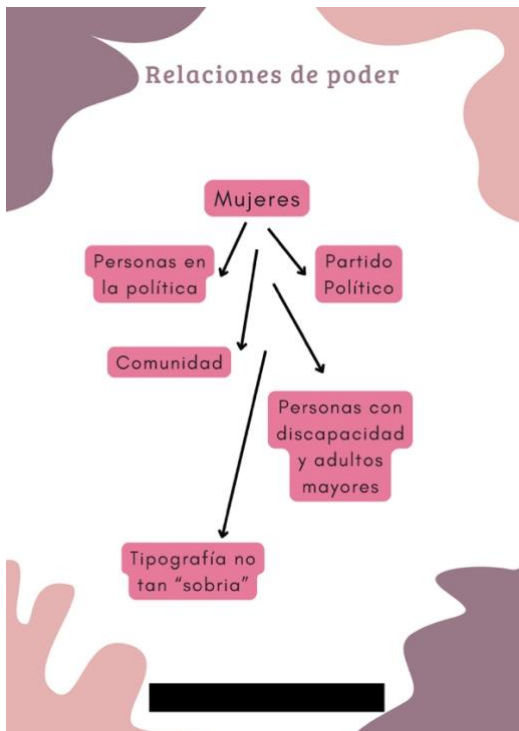 Relaciones de poder
Mujeres
Personas en
la política
Partido
Político
Comunidad
Personas con
discapacidad
y adultos
mayores
Tipografía no
tan “sobria”